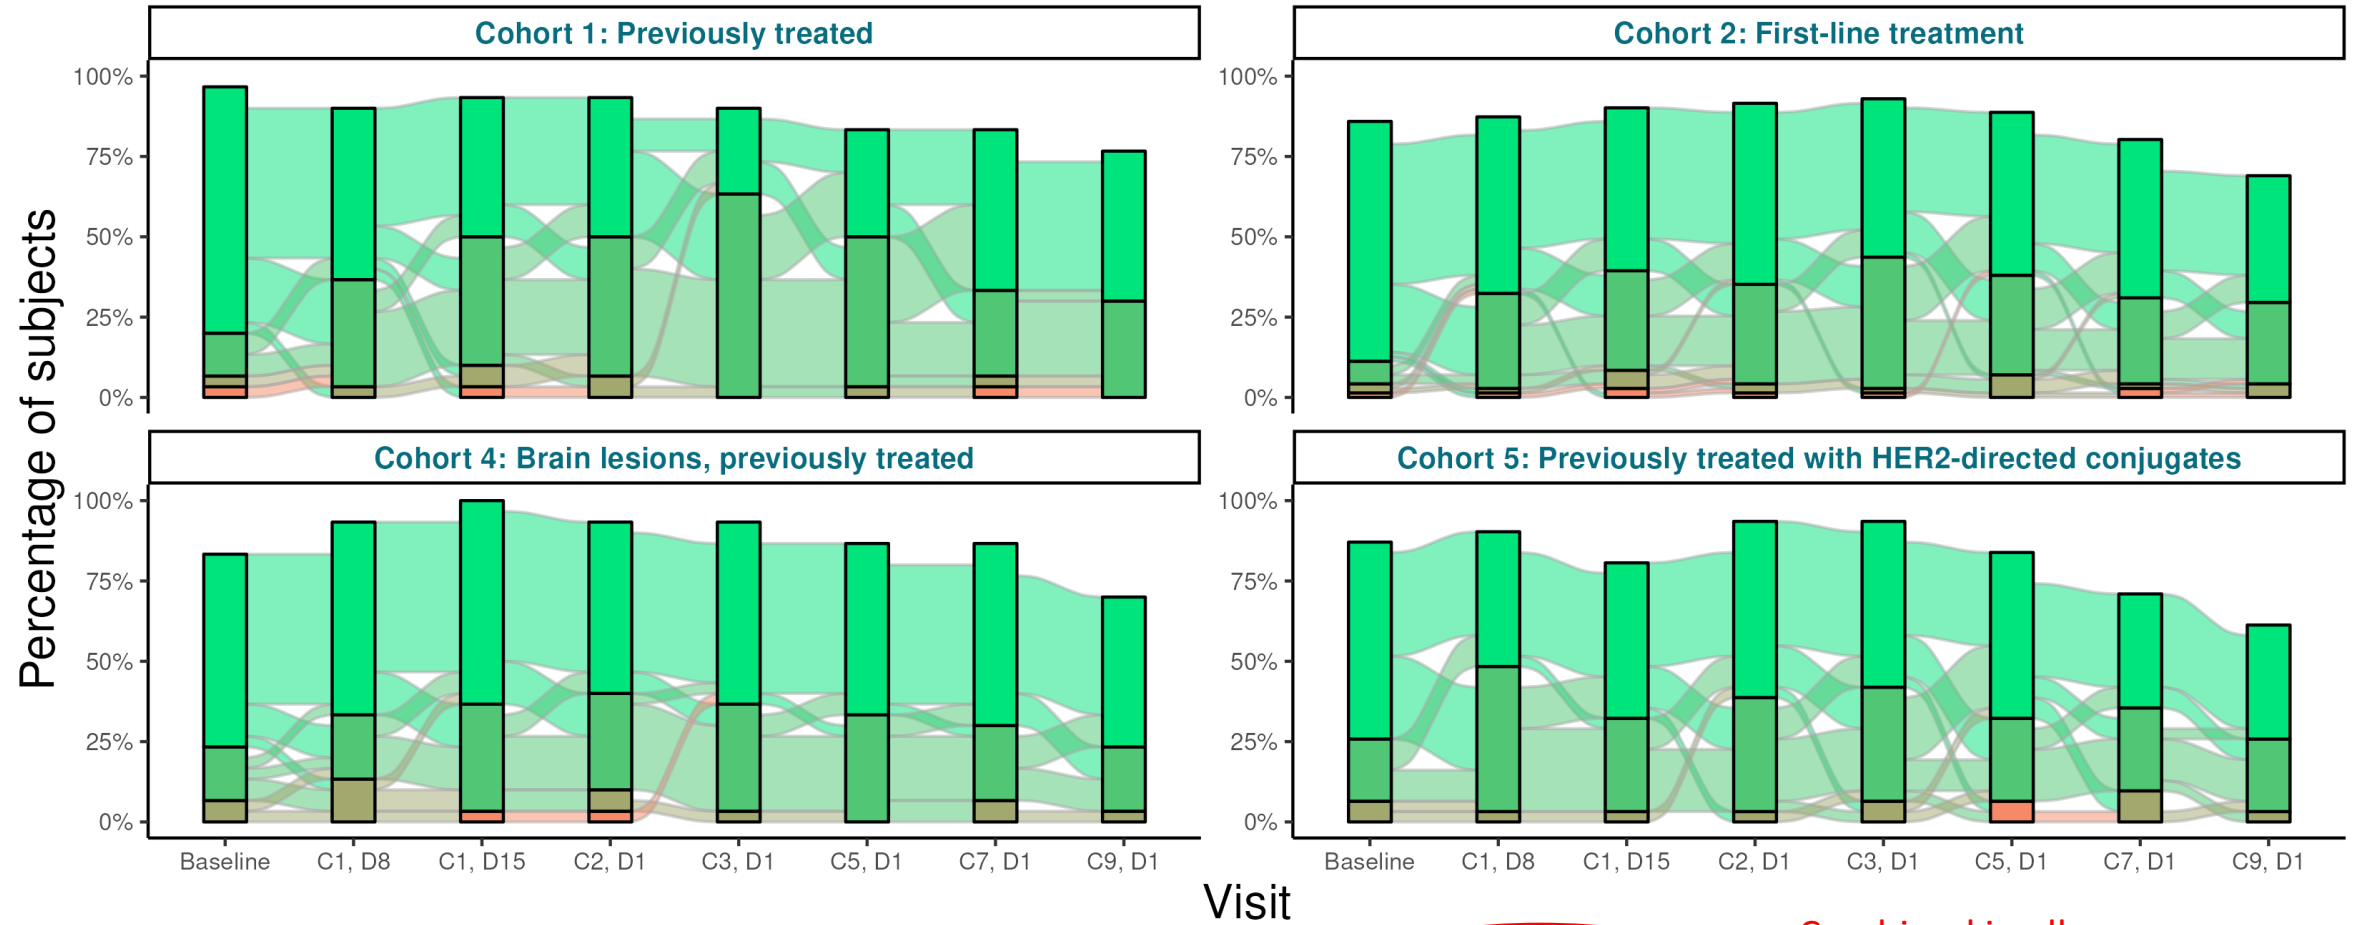 Cohort 1: Previously treated
Cohort 2: First-line treatment
100%
75%
50%
25%
0%
100%
75%
50%
25%
0%
Cohort 4: Brain lesions, previously treated
Cohort 5: Previously treated with HER2-directed conjugates
100%
75%
50%
25%
0%
100%
75%
50%
25%
0%
Percentage of subjects
Baseline C1, D8 C1, D15 C2, D1 C3, D1 C5, D1 C7, D1 C9, D1
Baseline C1, D8 C1, D15 C2, D1 C3, D1 C5, D1 C7, D1 C9, D1
Visit